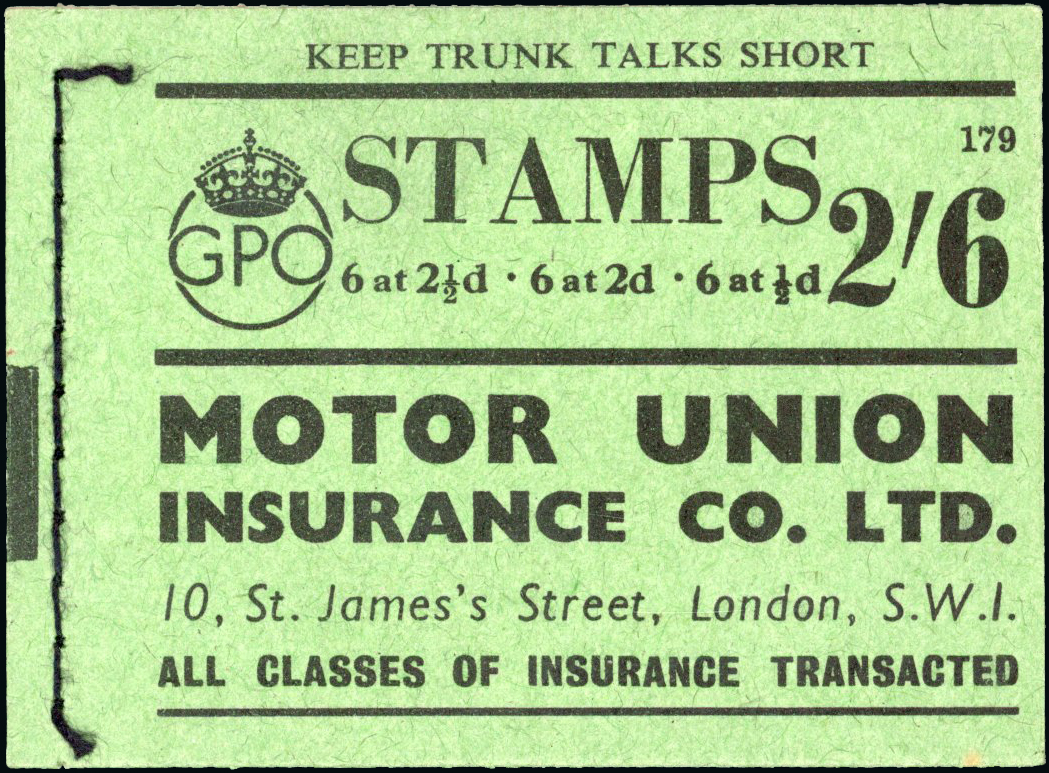 KEEP TRUNK TALKS SHORT
179
STAMPS 2/6
GPO
6 at 2½d · 6 at 2d · 6 at ½d
MOTOR UNION
INSURANCE CO. LTD.
10, St. James's Street, London, S.W.1.
ALL CLASSES OF INSURANCE TRANSACTED